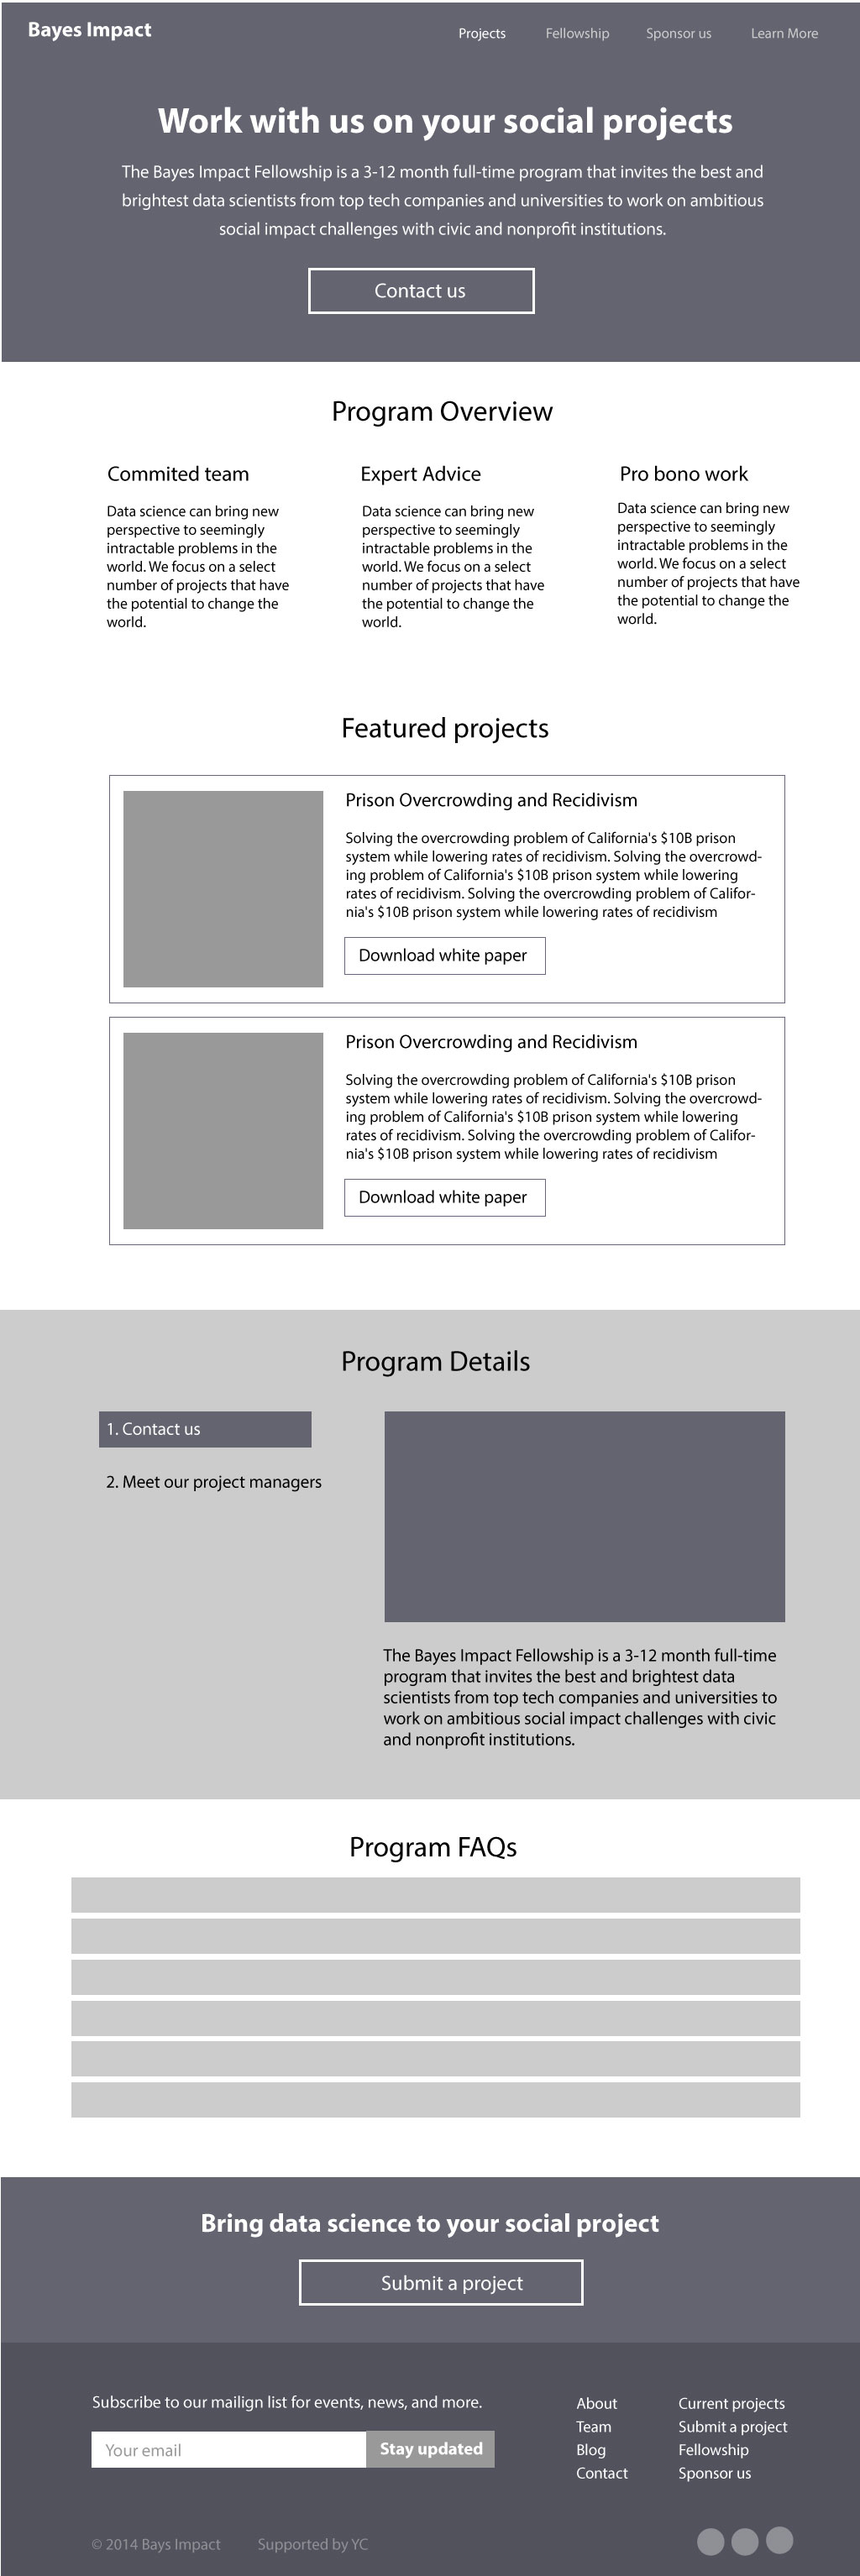 Bayes Impact
Projects
Fellowship
Sponsor us
Learn More
Work with us on your social projects
The Bayes Impact Fellowship is a 3-12 month full-time program that invites the best and
brightest data scientists from top tech companies and universities to work on ambitious
social impact challenges with civic and nonprofit institutions.
Contact us
Program Overview
Commited team
Data science can bring new
perspective to seemingly
intractable problems in the
world. We focus on a select
number of projects that have
the potential to change the
world.
Expert Advice
Data science can bring new
perspective to seemingly
intractable problems in the
world. We focus on a select
number of projects that have
the potential to change the
world.
Pro bono work
Data science can bring new
perspective to seemingly
intractable problems in the
world. We focus on a select
number of projects that have
the potential to change the
world.
Featured projects
Prison Overcrowding and Recidivism
Solving the overcrowding problem of California's $10B prison
system while lowering rates of recidivism. Solving the overcrowd-
ing problem of California's $10B prison system while lowering
rates of recidivism. Solving the overcrowding problem of Califor-
nia's $10B prison system while lowering rates of recidivism
Download white paper
Prison Overcrowding and Recidivism
Solving the overcrowding problem of California's $10B prison
system while lowering rates of recidivism. Solving the overcrowd-
ing problem of California's $10B prison system while lowering
rates of recidivism. Solving the overcrowding problem of Califor-
nia's $10B prison system while lowering rates of recidivism
Download white paper
Program Details
1. Contact us
2. Meet our project managers
The Bayes Impact Fellowship is a 3-12 month full-time
program that invites the best and brightest data
scientists from top tech companies and universities to
work on ambitious social impact challenges with civic
and nonprofit institutions.
Program FAQs
Bring data science to your social project
Submit a project
Subscribe to our mailign list for events, news, and more.
Your email
Stay updated
About
Team
Blog
Contact
Current projects
Submit a project
Fellowship
Sponsor us
© 2014 Bays Impact
Supported by YC